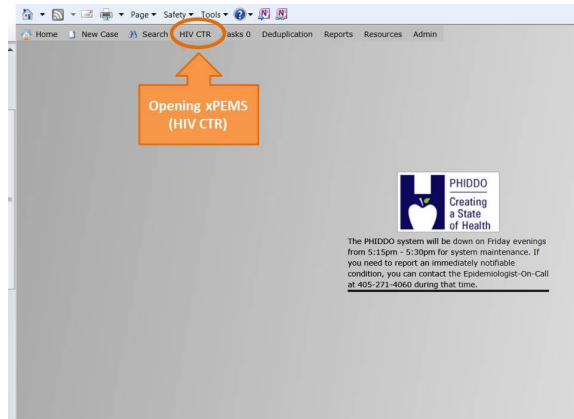 Page Safety Tools
Home New Case Search HIV CTR Tasks 0 Deduplication Reports Resources Admin
Opening xPEMS
(HIV CTR)
PHIDDO
Creating
a State
of Health
The PHIDDO system will be down on Friday evenings
from 5:15pm - 5:30pm for system maintenance. If
you need to report an immediately notifiable
condition, you can contact the Epidemiologist-On-Call
at 405-271-4060 during that time.